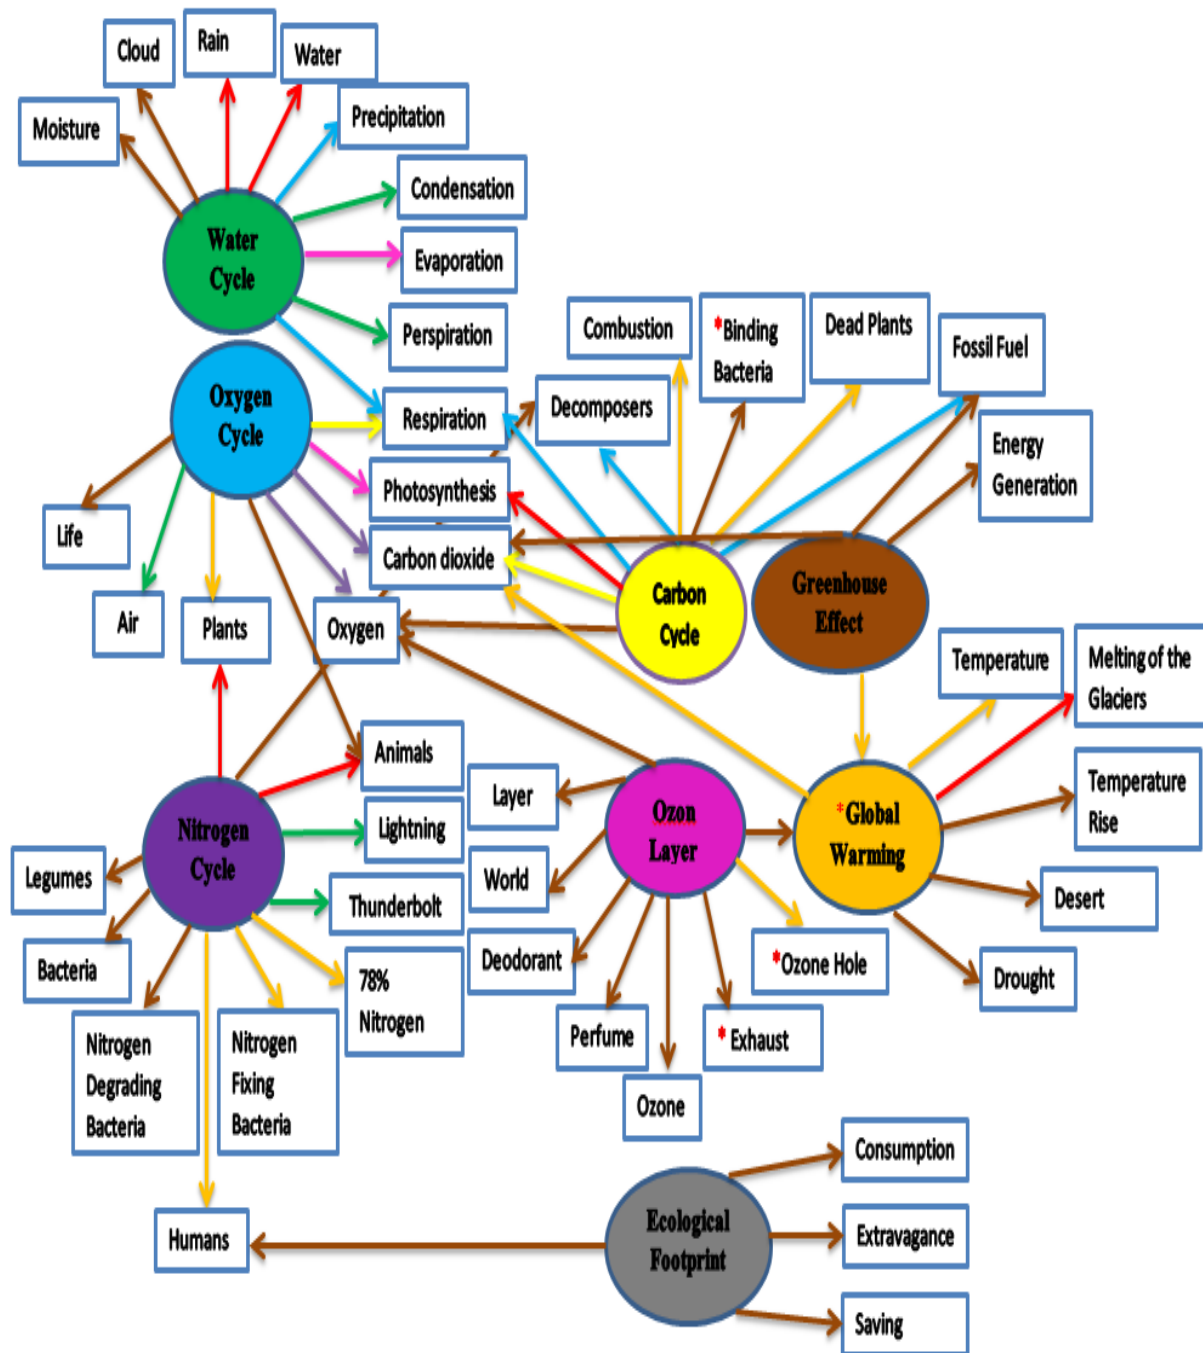 Cloud
Rain
Water
Moisture
Precipitation
Condensation
Water
Cycle
Evaporation
Perspiration
Combustion
*Binding
Bacteria
Dead Plants
Fossil Fuel
Oxygen
Cycle
Respiration
Decomposers
Energy
Generation
Photosynthesis
Life
Carbon dioxide
Carbon
Cycle
Greenhouse
Effect
Air
Plants
Oxygen
Temperature
Melting of the
Glaciers
Animals
Layer
Ozon
Layer
*Global
Warming
Temperature
Rise
Nitrogen
Cycle
Lightning
Legumes
World
Thunderbolt
Desert
Bacteria
Deodorant
*Ozone Hole
Drought
78%
Nitrogen
Nitrogen
Degrading
Bacteria
Nitrogen
Fixing
Bacteria
Perfume
*Exhaust
Ozone
Consumption
Humans
Ecological
Footprint
Extravagance
Saving